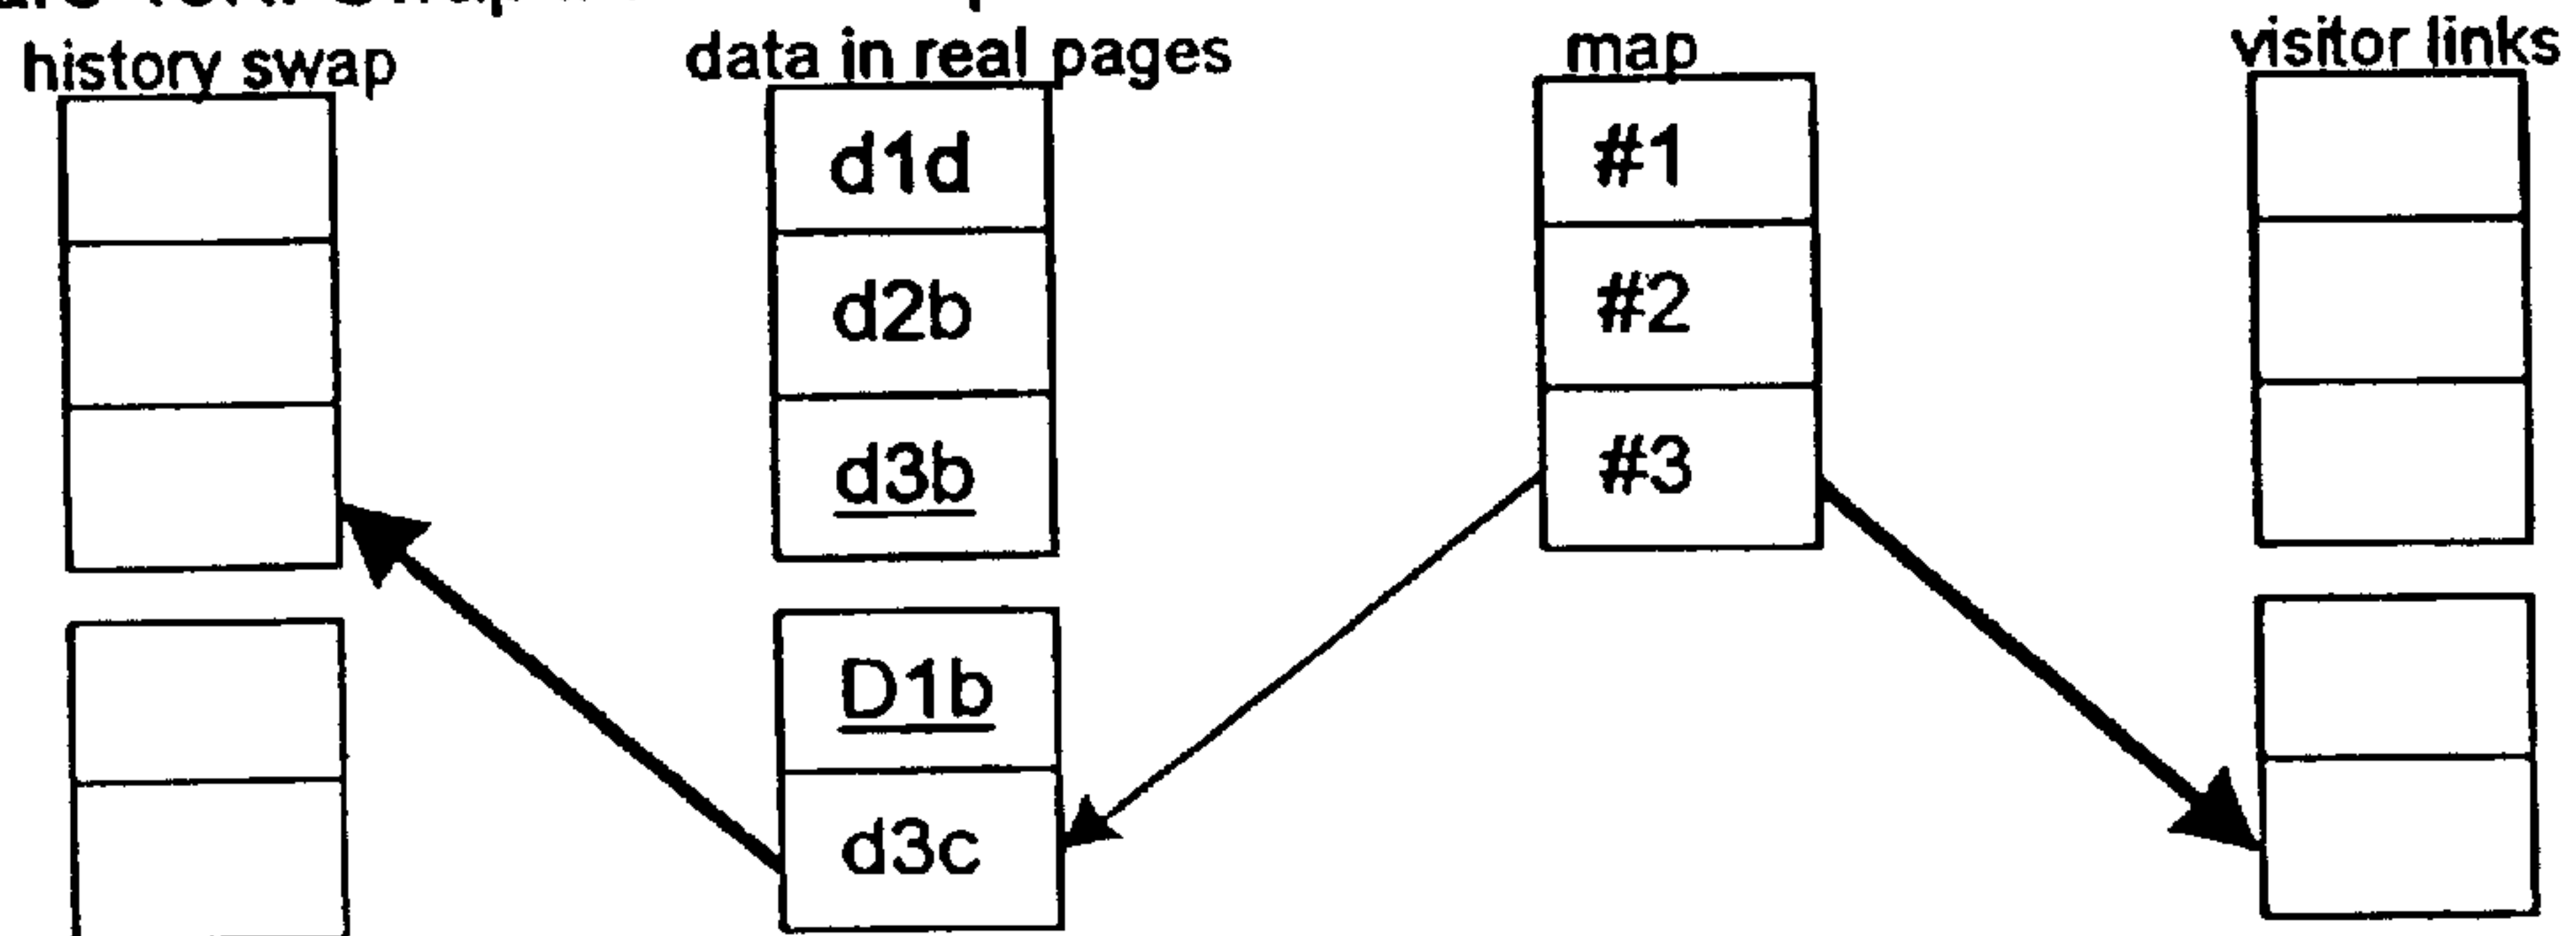 history swap
data in real pages
map
visitor links
d1d
#1
d2b
#2
d3b
#3
D1b
d3c